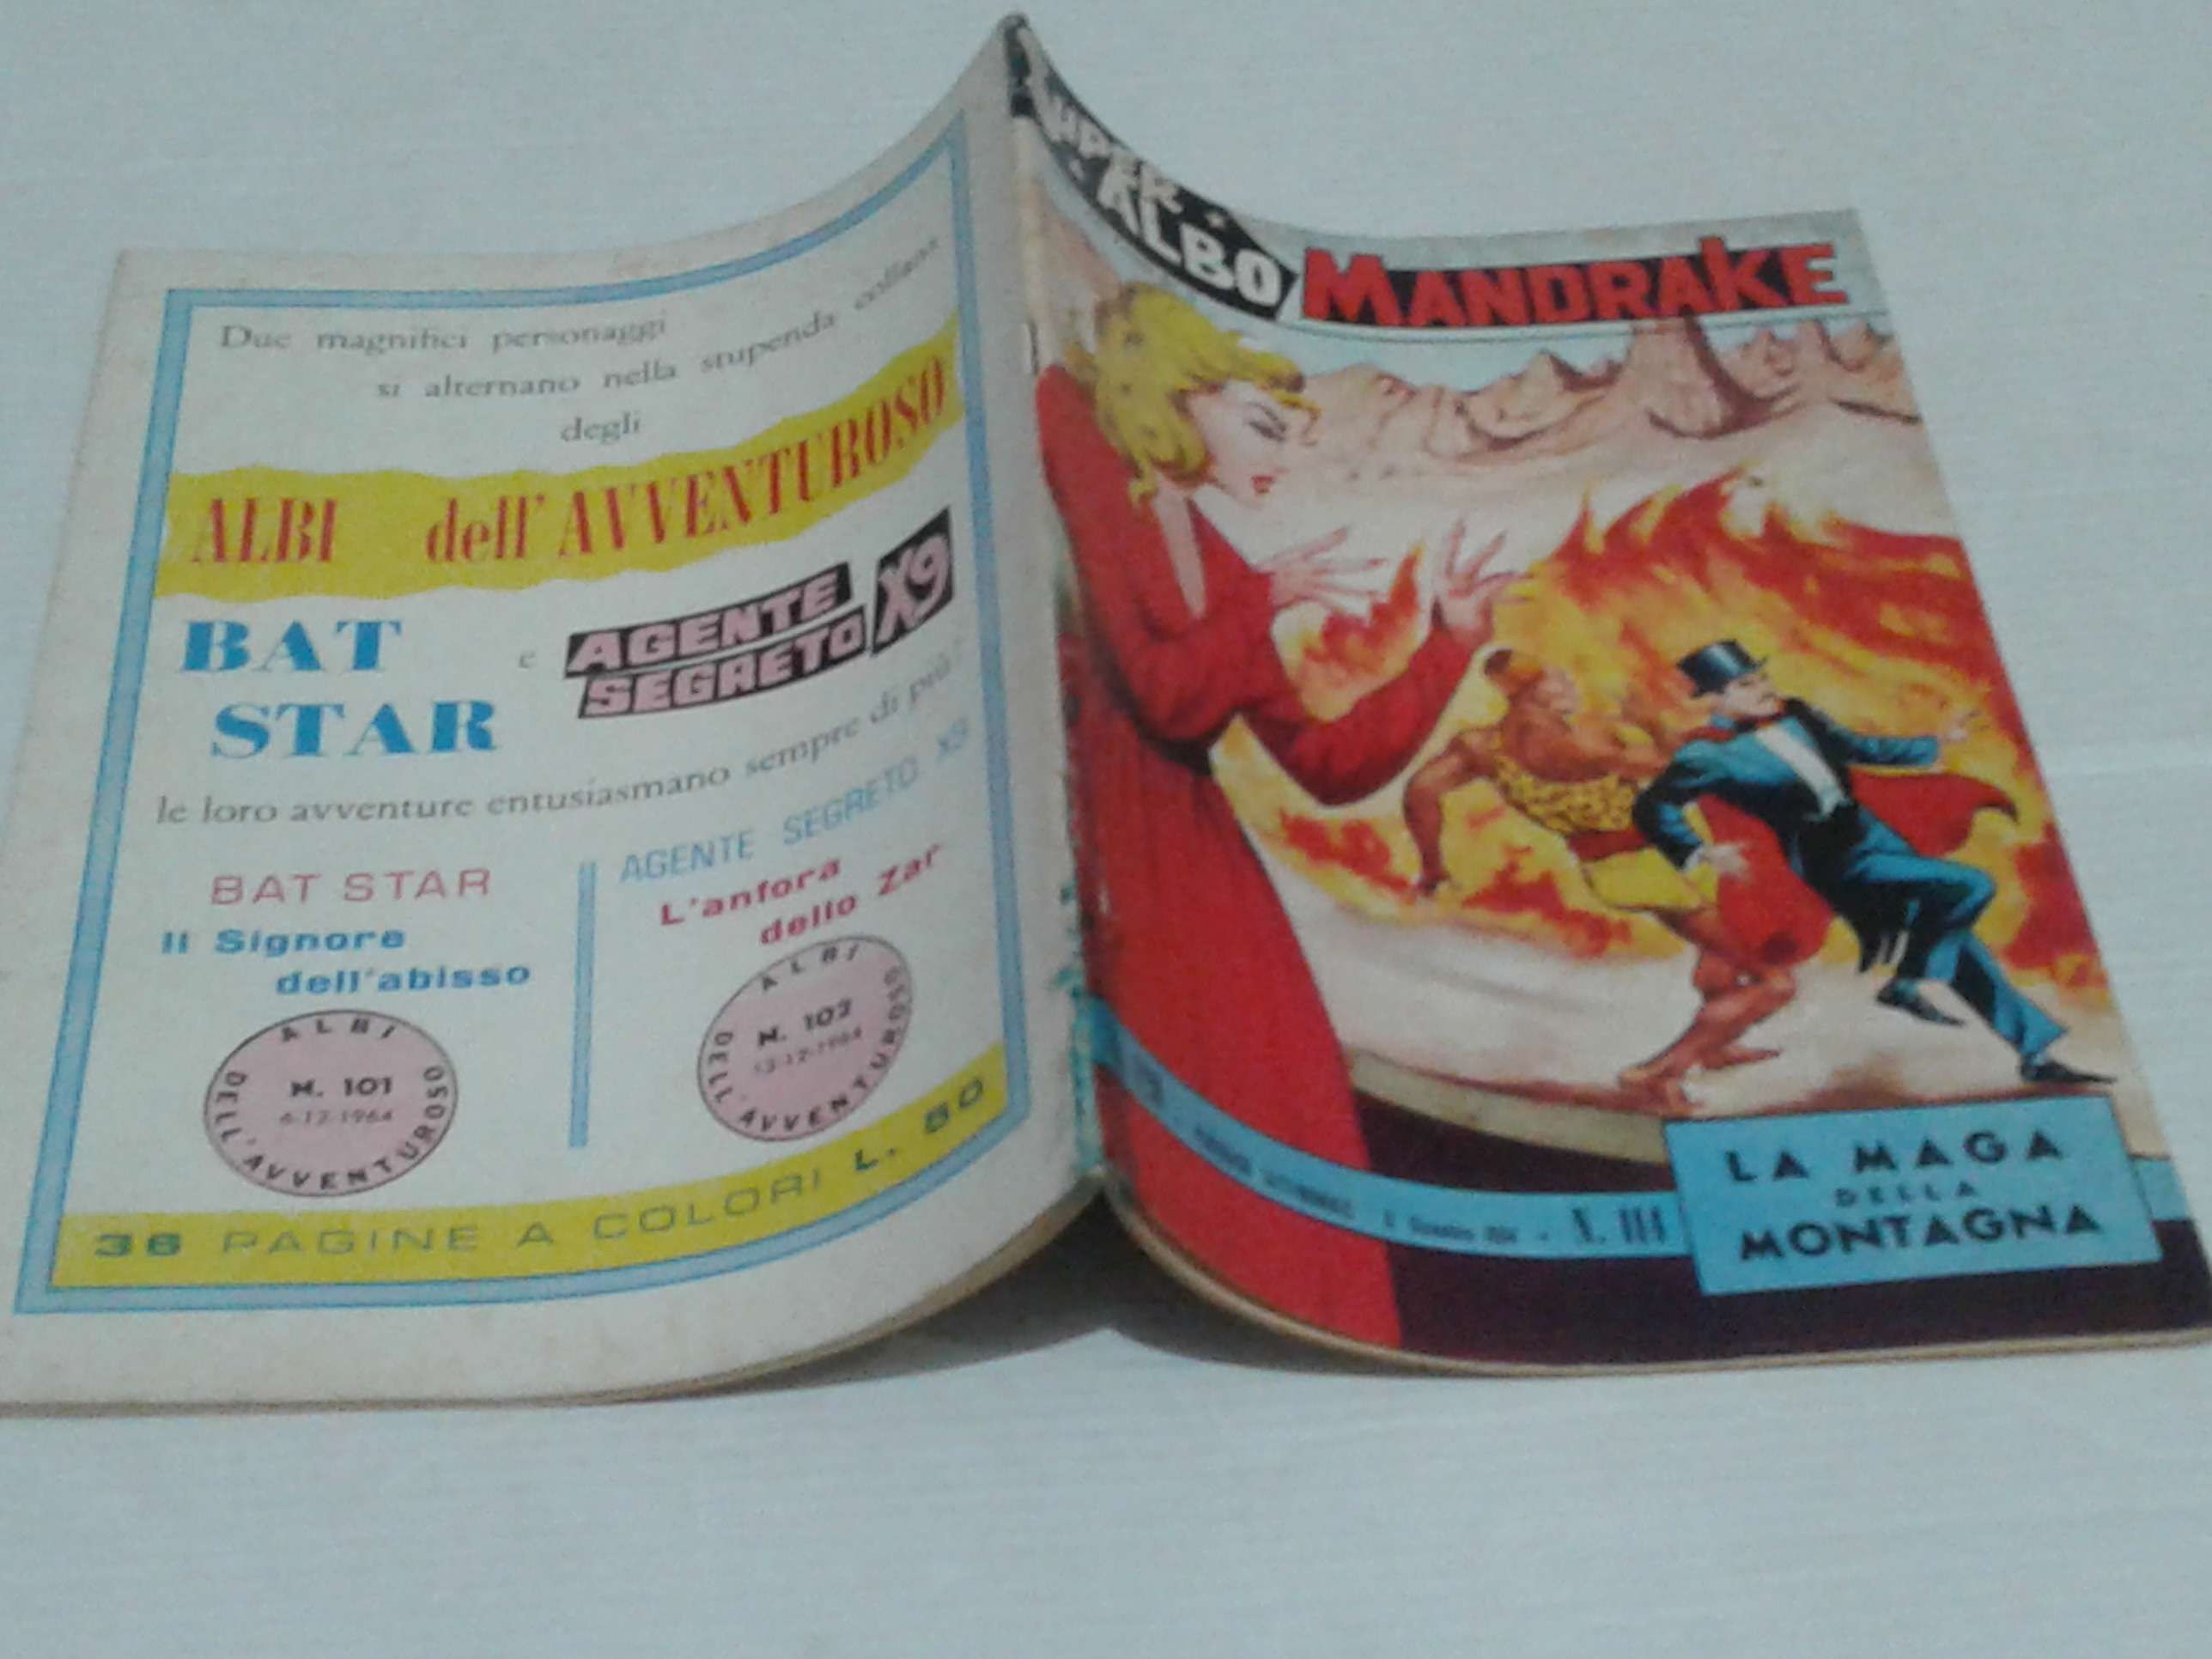 Due magnifici personaggi
si alternano nella stupenda collana
degli
ALBI dell'AVVENTUROSO
BAT
STAR
e
AGENTE
SEGRETO X9
le loro avventure entusiasmano sempre di più!
BAT STAR
Il Signore
dell'abisso
ALBI
N. 101
6-12-1964
DELL'AVVENTUROSO
AGENTE SEGRETO X9
L'anfora
dello Zar
ALBI
N. 102
13-12-1964
DELL'AVVENTUROSO
36 PAGINE A COLORI L. 80
SUPER
ALBO
MANDRAKE
N. 111
LA MAGA
DELLA
MONTAGNA